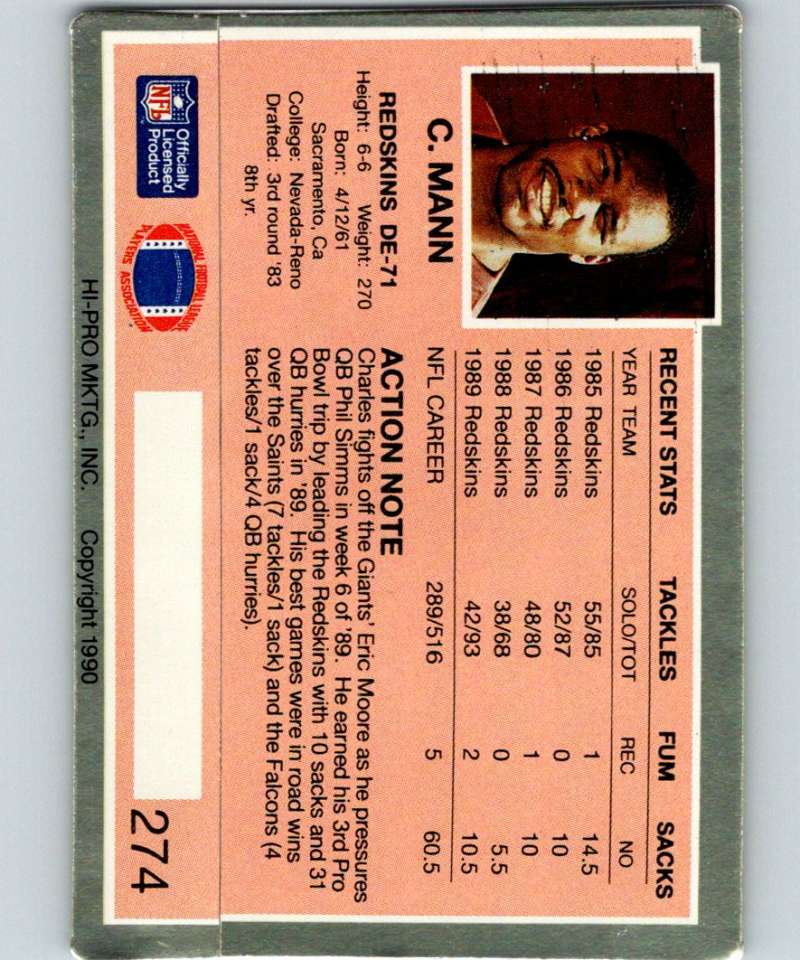 C. MANN
REDSKINS DE-71
Height: 6-6 Weight: 270
Born: 4/12/61
Sacramento, Ca
College: Nevada-Reno
Drafted: 3rd round '83
8th yr.
RECENT STATS TACKLES FUM SACKS
YEAR TEAM SOLO/TOT REC NO
1985 Redskins 55/85 1 14.5
1986 Redskins 52/87 0 10
1987 Redskins 48/80 1 10
1988 Redskins 38/68 0 5.5
1989 Redskins 42/93 2 10.5
NFL CAREER 289/516 5 60.5
ACTION NOTE
Charles fights off the Giants' Eric Moore as he pressures
QB Phil Simms in week 6 of '89. He earned his 3rd Pro
Bowl trip by leading the Redskins with 10 sacks and 31
QB hurries in '89. His best games were in road wins
over the Saints (7 tackles/1 sack) and the Falcons (4
tackles/1 sack/4 QB hurries).
NFL
Officially
Licensed
Product
NATIONAL FOOTBALL LEAGUE
PLAYERS ASSOCIATION
274
HI-PRO MKTG., INC. Copyright 1990